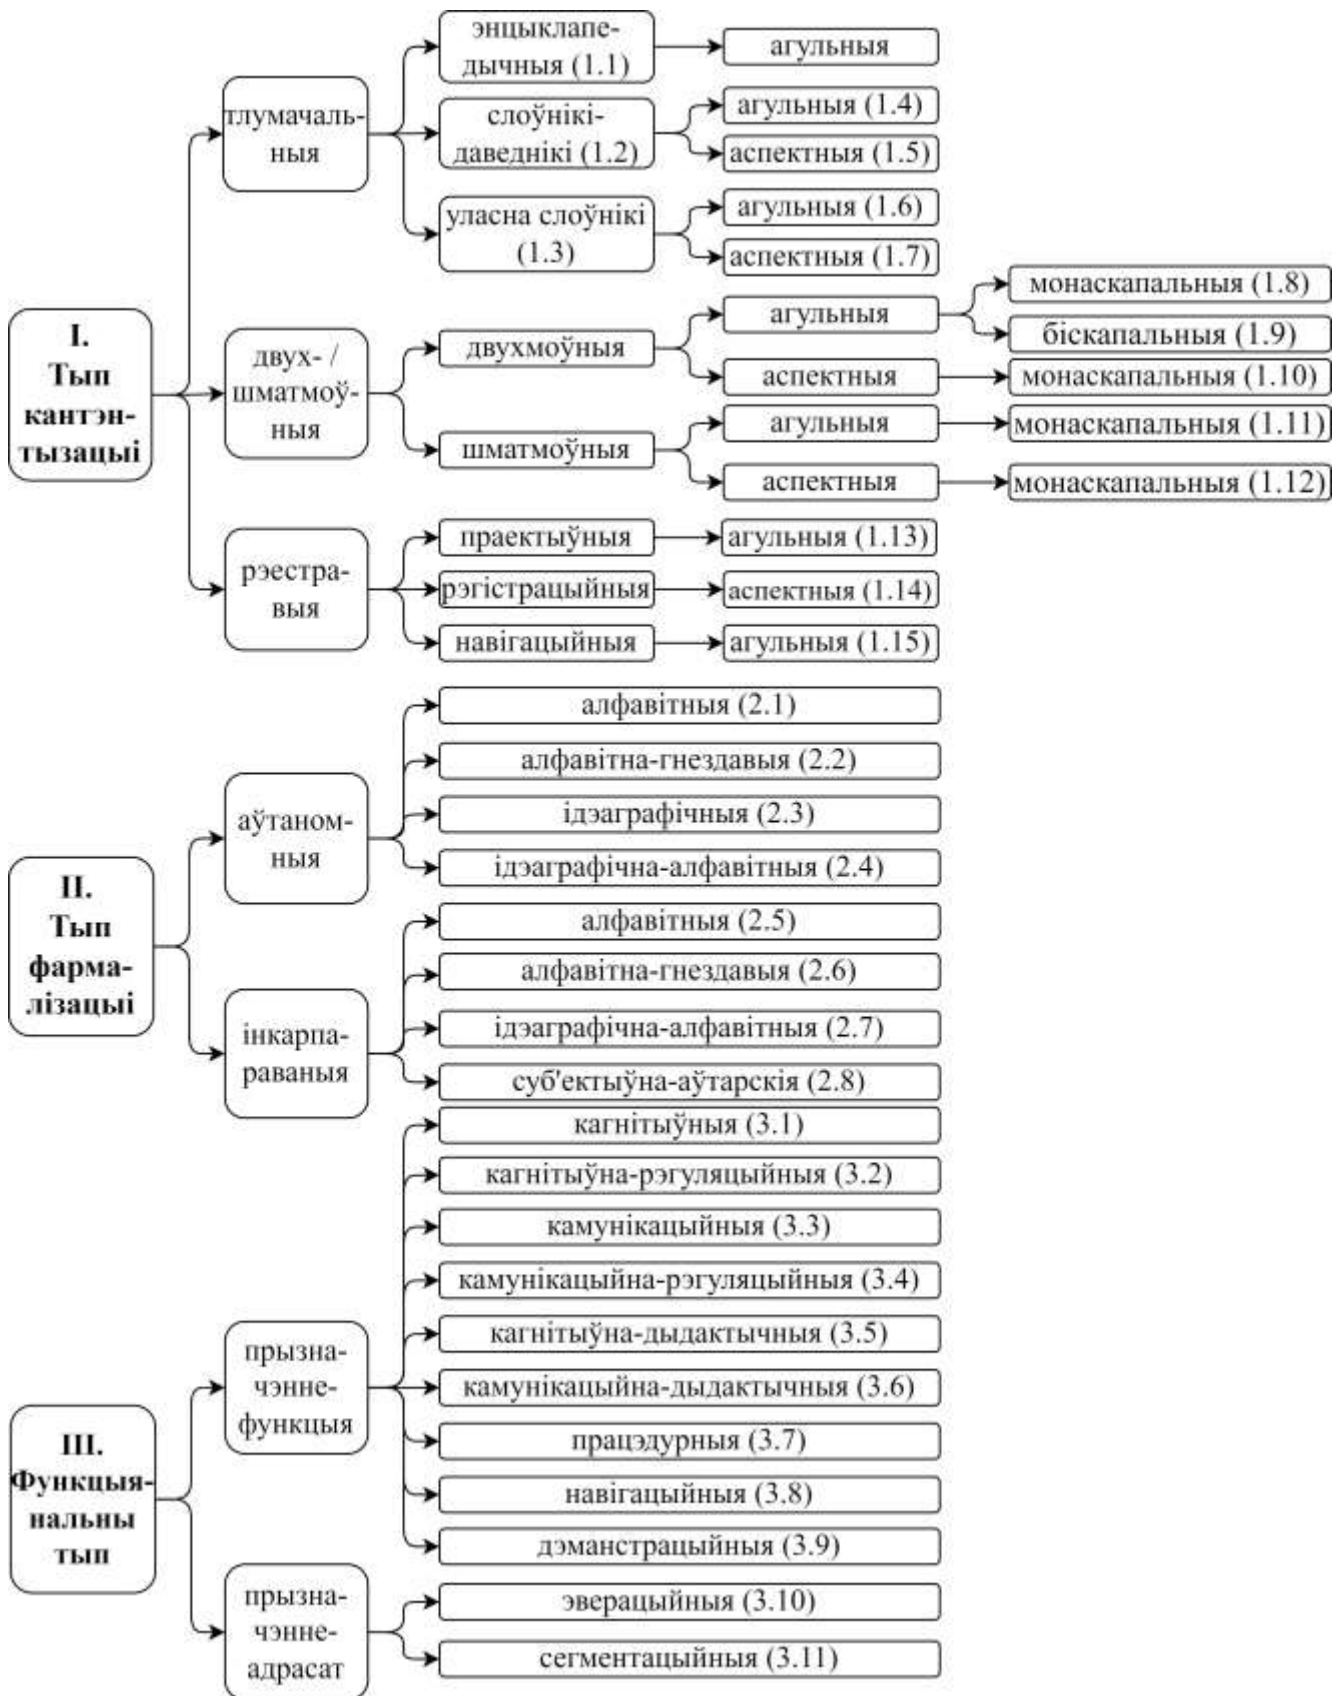 I.
Тып
кантэн-
тызацыі
тлумачаль-
ныя
энцыклапе-
дычныя (1.1)
агульныя
слоўнікі-
даведнікі (1.2)
агульныя (1.4)
аспектныя (1.5)
уласна слоўнікі
(1.3)
агульныя (1.6)
аспектныя (1.7)
двух- /
шматмоў-
ныя
двухмоўныя
агульныя
монаскапальныя (1.8)
біскапальныя (1.9)
аспектныя
монаскапальныя (1.10)
шматмоўныя
агульныя
монаскапальныя (1.11)
аспектныя
монаскапальныя (1.12)
рэестра-
выя
праектыўныя
агульныя (1.13)
рэгістрацыйныя
аспектныя (1.14)
навігацыйныя
агульныя (1.15)
II.
Тып
фарма-
лізацыі
аўтаном-
ныя
алфавітныя (2.1)
алфавітна-гнездавыя (2.2)
ідэаграфічныя (2.3)
ідэаграфічна-алфавітныя (2.4)
інкарпа-
раваныя
алфавітныя (2.5)
алфавітна-гнездавыя (2.6)
ідэаграфічна-алфавітныя (2.7)
суб'ектыўна-аўтарскія (2.8)
III.
Функцыя-
нальны
тып
прызна-
чэнне-
функцыя
кагнітыўныя (3.1)
кагнітыўна-рэгуляцыйныя (3.2)
камунікацыйныя (3.3)
камунікацыйна-рэгуляцыйныя (3.4)
кагнітыўна-дыдактычныя (3.5)
камунікацыйна-дыдактычныя (3.6)
працэдурныя (3.7)
навігацыйныя (3.8)
дэманстрацыйныя (3.9)
прызна-
чэнне-
адрасат
эверацыйныя (3.10)
сегментацыйныя (3.11)